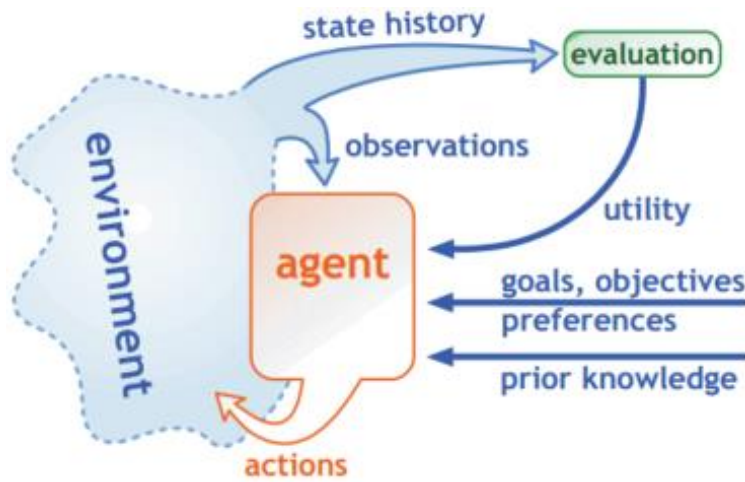 state history
evaluation
environment
observations
agent
utility
goals, objectives
preferences
prior knowledge
actions